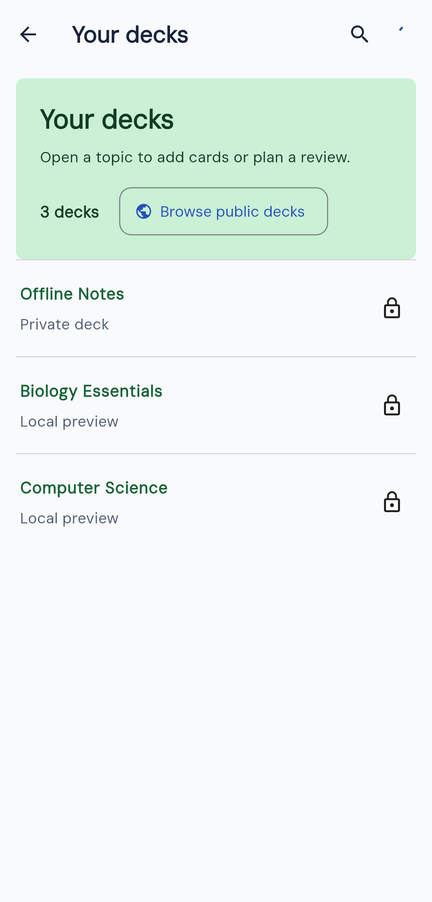 Your decks
Your decks
Open a topic to add cards or plan a review.
3 decks
Browse public decks
Offline Notes
Private deck
Biology Essentials
Local preview
Computer Science
Local preview